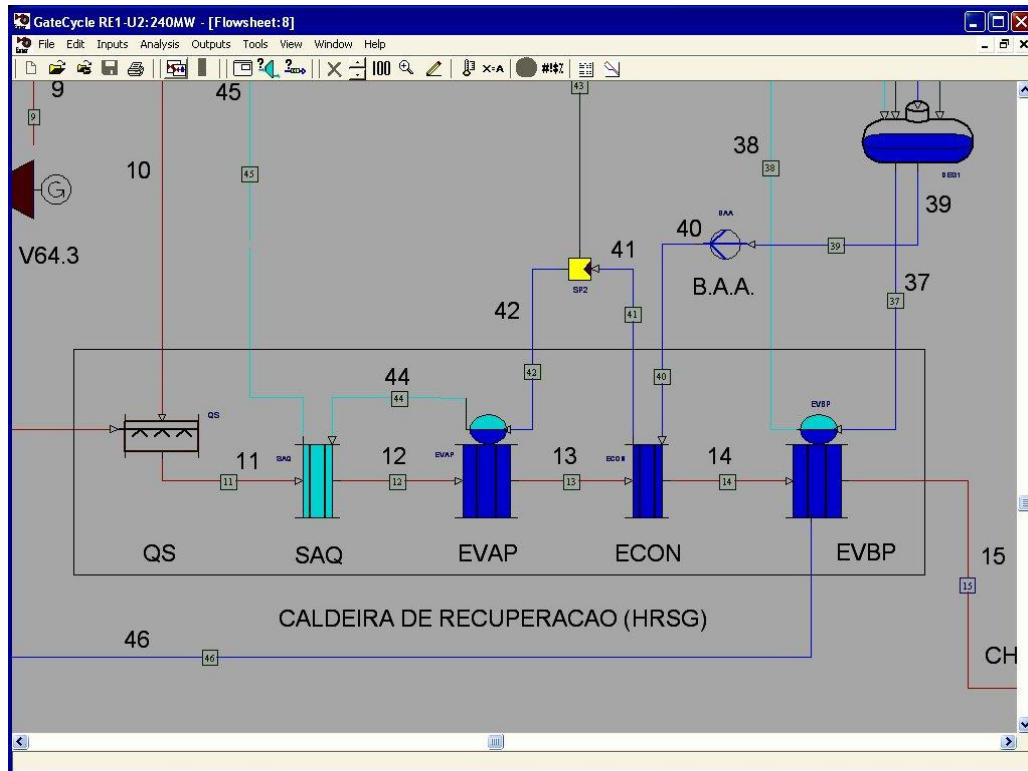 GateCycle RE1-U2: 240MW - [Flowsheet:8]
File Edit Inputs Analysis Outputs Tools View Window Help
X=A #!$%
9
45
43
9
10
45
38
38
DEO1
39
V64.3
BAA
40
39
41
SP2
B.A.A.
37
37
42
41
44
42
40
44
QS
EVBP
11
SAQ
12
EVAP
13
ECON
14
11
12
13
14
QS
SAQ
EVAP
ECON
EVBP
15
15
CALDEIRA DE RECUPERACAO (HRSG)
46
46
CH